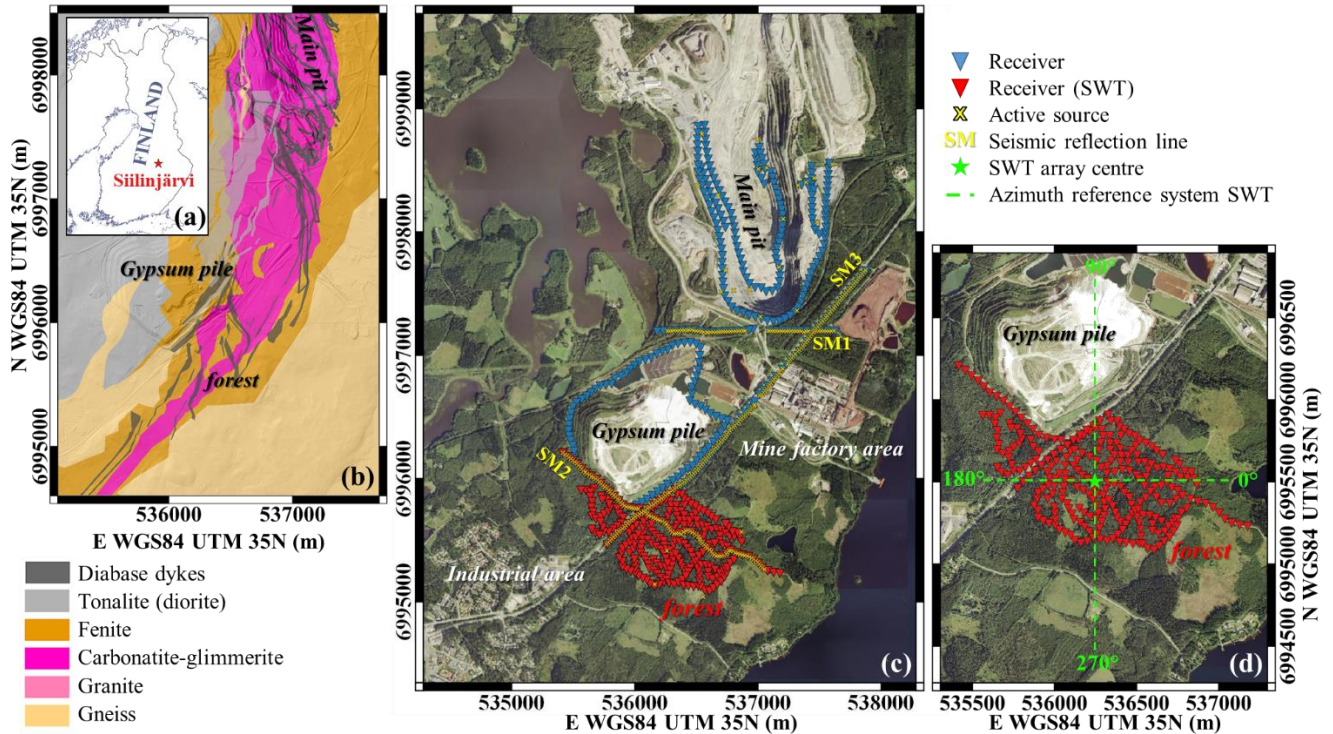 (a)
FINLAND
Siilinjärvi
(b)
Main pit
Gypsum pile
forest
N WGS84 UTM 35N (m)
6998000
6997000
6996000
6995000
536000 537000
E WGS84 UTM 35N (m)
Diabase dykes
Tonalite (diorite)
Fenite
Carbonatite-glimmerite
Granite
Gneiss
(c)
Main pit
SM3
SM1
Gypsum pile
Mine factory area
SM2
Industrial area
forest
6999000
6998000
6997000
6996000
6995000
535000 536000 537000 538000
E WGS84 UTM 35N (m)
Receiver
Receiver (SWT)
Active source
SM Seismic reflection line
SWT array centre
Azimuth reference system SWT
90°
Gypsum pile
180° 0°
forest
270°
(d)
6996500
6996000
6995500
6995000
6994500
N WGS84 UTM 35N (m)
535500 536000 536500 537000
E WGS84 UTM 35N (m)